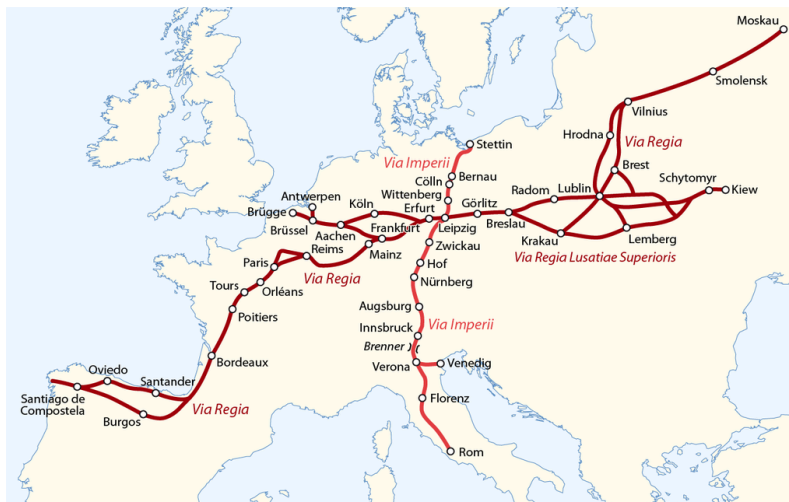 Moskau
Smolensk
Vilnius
Hrodna
Via Regia
Stettin
Via Imperii
Brest
Bernau
Cölln
Schytomyr
Kiew
Wittenberg
Görlitz
Radom
Lublin
Antwerpen
Köln
Erfurt
Brügge
Leipzig
Breslau
Brüssel
Aachen
Frankfurt
Krakau
Lemberg
Zwickau
Reims
Mainz
Via Regia Lusatiae Superioris
Paris
Hof
Via Regia
Tours
Orléans
Nürnberg
Poitiers
Augsburg
Innsbruck
Via Imperii
Brenner
Bordeaux
Verona
Venedig
Oviedo
Santander
Santiago de
Compostela
Florenz
Via Regia
Burgos
Rom